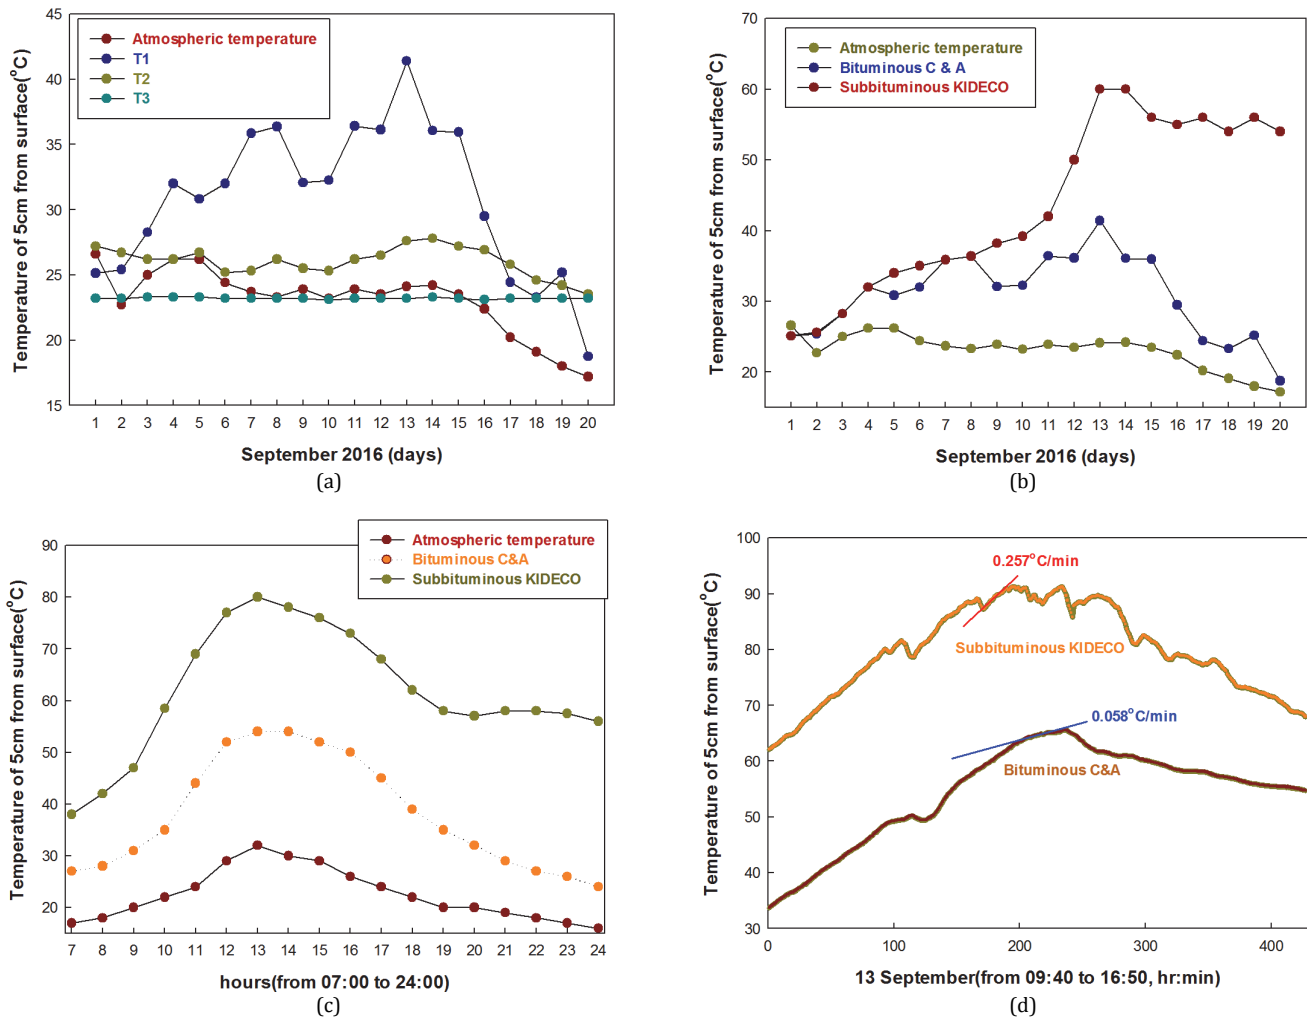 Atmospheric temperature
T1
T2
T3
45
40
35
30
25
20
15
Temperature of 5cm from surface(°C)
1 2 3 4 5 6 7 8 9 10 11 12 13 14 15 16 17 18 19 20
September 2016 (days)
(a)
Atmospheric temperature
Bituminous C & A
Subbituminous KIDECO
70
60
50
40
30
20
Temperature of 5cm from surface(°C)
1 2 3 4 5 6 7 8 9 10 11 12 13 14 15 16 17 18 19 20
September 2016 (days)
(b)
Atmospheric temperature
Bituminous C&A
Subbituminous KIDECO
90
80
70
60
50
40
30
20
Temperature of 5cm from surface(°C)
7 8 9 10 11 12 13 14 15 16 17 18 19 20 21 22 23 24
hours(from 07:00 to 24:00)
(c)
100
90
80
70
60
50
40
30
Temperature of 5cm from surface(°C)
0.257°C/min
Subbituminous KIDECO
0.058°C/min
Bituminous C&A
0 100 200 300 400
13 September(from 09:40 to 16:50, hr:min)
(d)